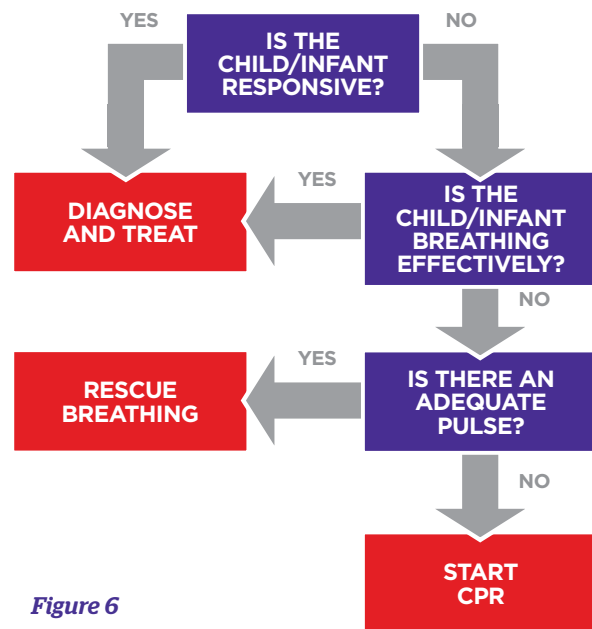 YES
NO
IS THE
CHILD/INFANT
RESPONSIVE?
DIAGNOSE
AND TREAT
YES
IS THE
CHILD/INFANT
BREATHING
EFFECTIVELY?
NO
RESCUE
BREATHING
YES
IS THERE AN
ADEQUATE
PULSE?
NO
START
CPR
Figure 6